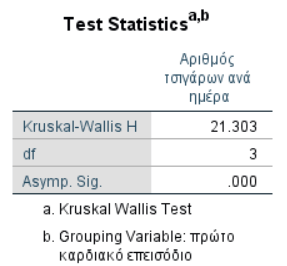 Test Statisticsa,b
Αριθμός
τσιγάρων ανά
ημέρα
Kruskal-Wallis H 21.303
df 3
Asymp. Sig. .000
a. Kruskal Wallis Test
b. Grouping Variable: πρώτο
καρδιακό επεισόδιο